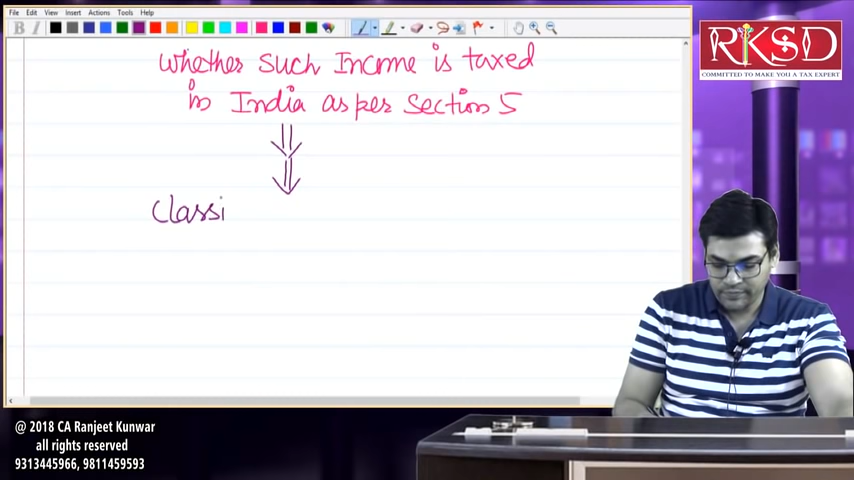 File Edit View Insert Actions Tools Help
B I
whether such Income is taxed
in India as per section 5
classi
RKSD
COMMITTED TO MAKE YOU A TAX EXPERT
@ 2018 CA Ranjeet Kunwar
all rights reserved
9313445966, 9811459593